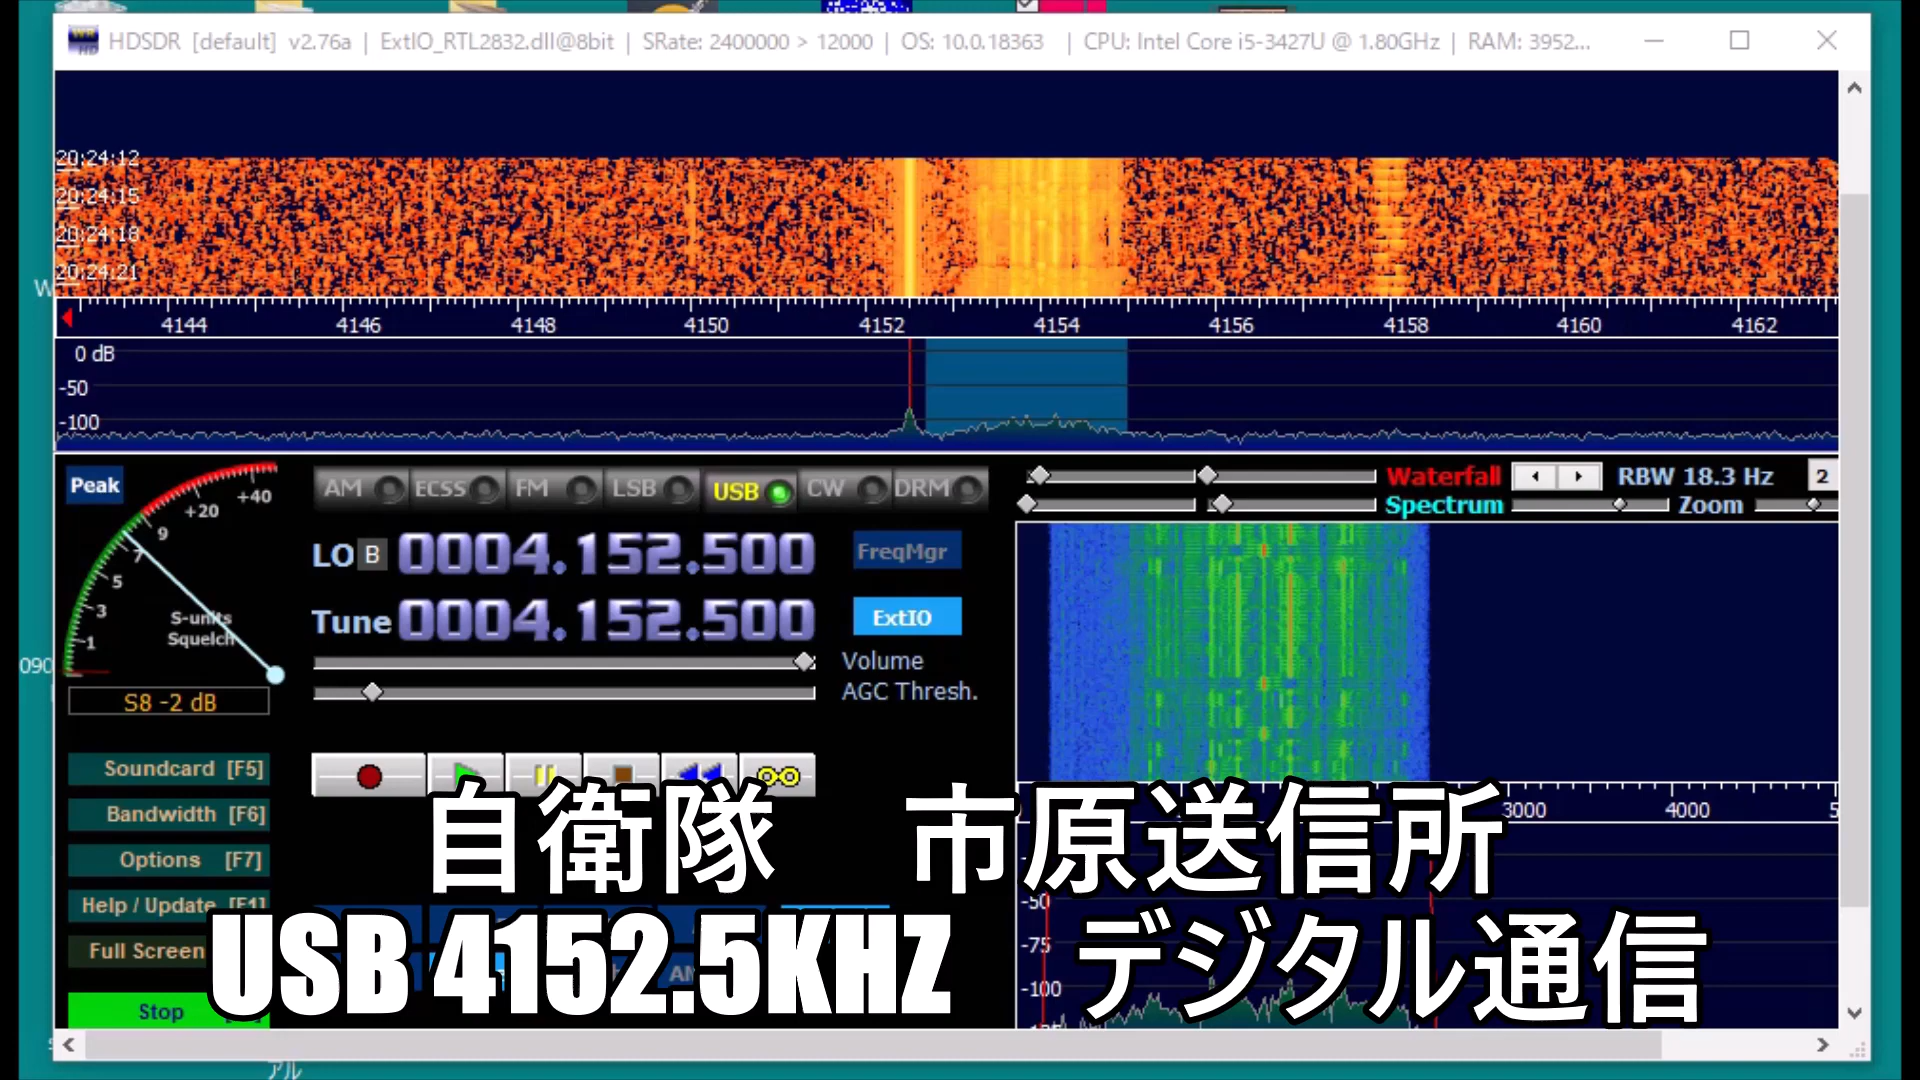 HDSDR [default] v2.76a | ExtIO_RTL2832.dll@8bit | SRate: 2400000 > 12000 | OS: 10.0.18363 | CPU: Intel Core i5-3427U @ 1.80GHz | RAM: 3952...
20:24:12
20:24:15
20:24:18
20:24:21
W
4144 4146 4148 4150 4152 4154 4156 4158 4160 4162
0 dB
-50
-100
Peak
1 3 5 7 9 +20 +40
S-units
Squelch
S8 -2 dB
090
AM ECSS FM LSB USB CW DRM
LO B 0004.152.500 FreqMgr
Tune 0004.152.500 ExtIO
Volume
AGC Thresh.
Waterfall RBW 18.3 Hz 2
Spectrum Zoom
Soundcard [F5]
Bandwidth [F6]
Options [F7]
Help / Update [F1]
Full Screen
Stop
3000 4000 5
-50
-75
-100
自衛隊 市原送信所
USB 4152.5KHZ デジタル通信
アル